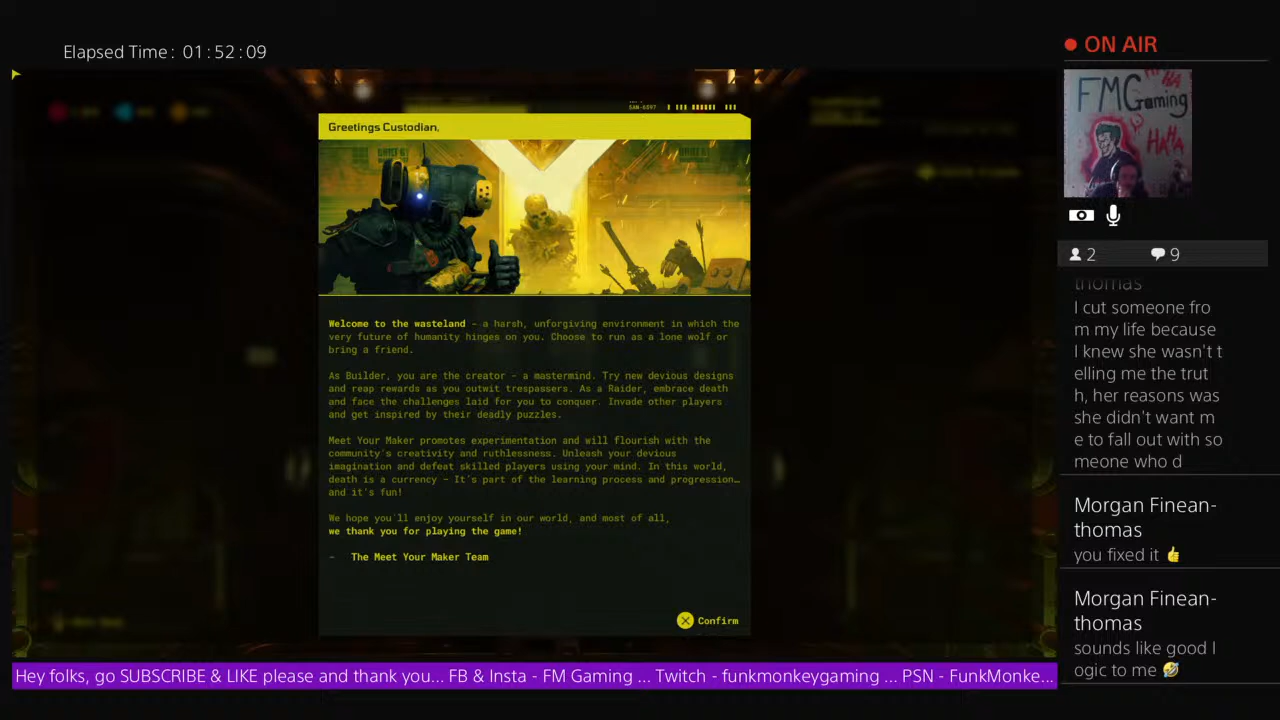 Elapsed Time: 01:52:09
ON AIR
FMGaming
HA
HA
HAHA
Greetings Custodian,
Welcome to the wasteland - a harsh, unforgiving environment in which the
very future of humanity hinges on you. Choose to run as a lone wolf or
bring a friend.
As Builder, you are the creator - a mastermind. Try new devious designs
and reap rewards as you outwit trespassers. As a Raider, embrace death
and face the challenges laid for you to conquer. Invade other players
and get inspired by their deadly puzzles.
Meet Your Maker promotes experimentation and will flourish with the
community's creativity and ruthlessness. Unleash your devious
imagination and defeat skilled players using your mind. In this world,
death is a currency - It's part of the learning process and progression…
and it's fun!
We hope you'll enjoy yourself in our world, and most of all,
we thank you for playing the game!
- The Meet Your Maker Team
Confirm
2 9
thomas
I cut someone fro
m my life because
I knew she wasn't t
elling me the trut
h, her reasons was
she didn't want m
e to fall out with so
meone who d
Morgan Finean-
thomas
you fixed it 👍
Morgan Finean-
thomas
sounds like good l
ogic to me 🤣
Hey folks, go SUBSCRIBE & LIKE please and thank you... FB & Insta - FM Gaming ... Twitch - funkmonkeygaming ... PSN - FunkMonke...